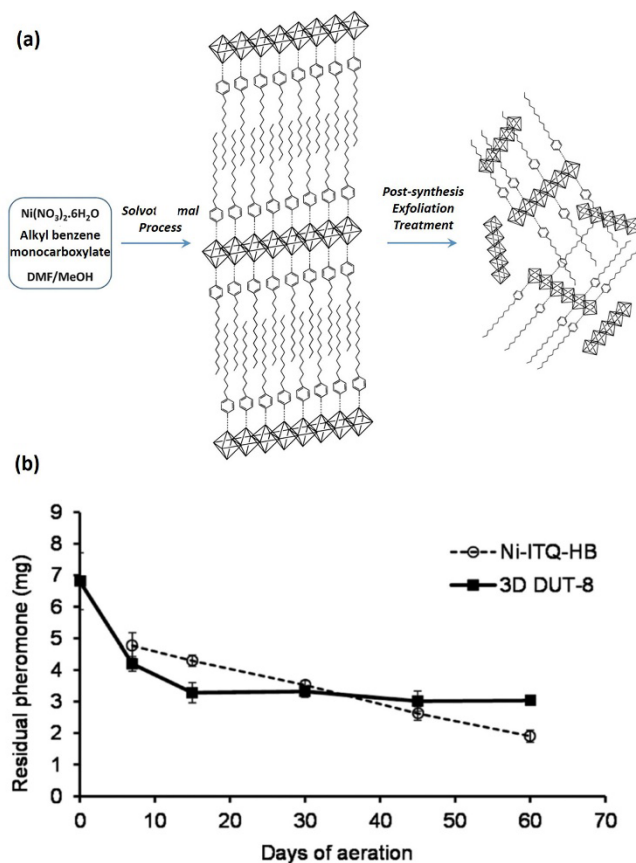 (a)
Ni(NO3)2.6H2O
Alkyl benzene
monocarboxylate
DMF/MeOH
Process
Post-synthesis
Exfoliation
Treatment
(b)
Residual pheromone (mg)
9
8
7
6
5
4
3
2
1
0
Ni-ITQ-HB
3D DUT-8
0 10 20 30 40 50 60 70
Days of aeration